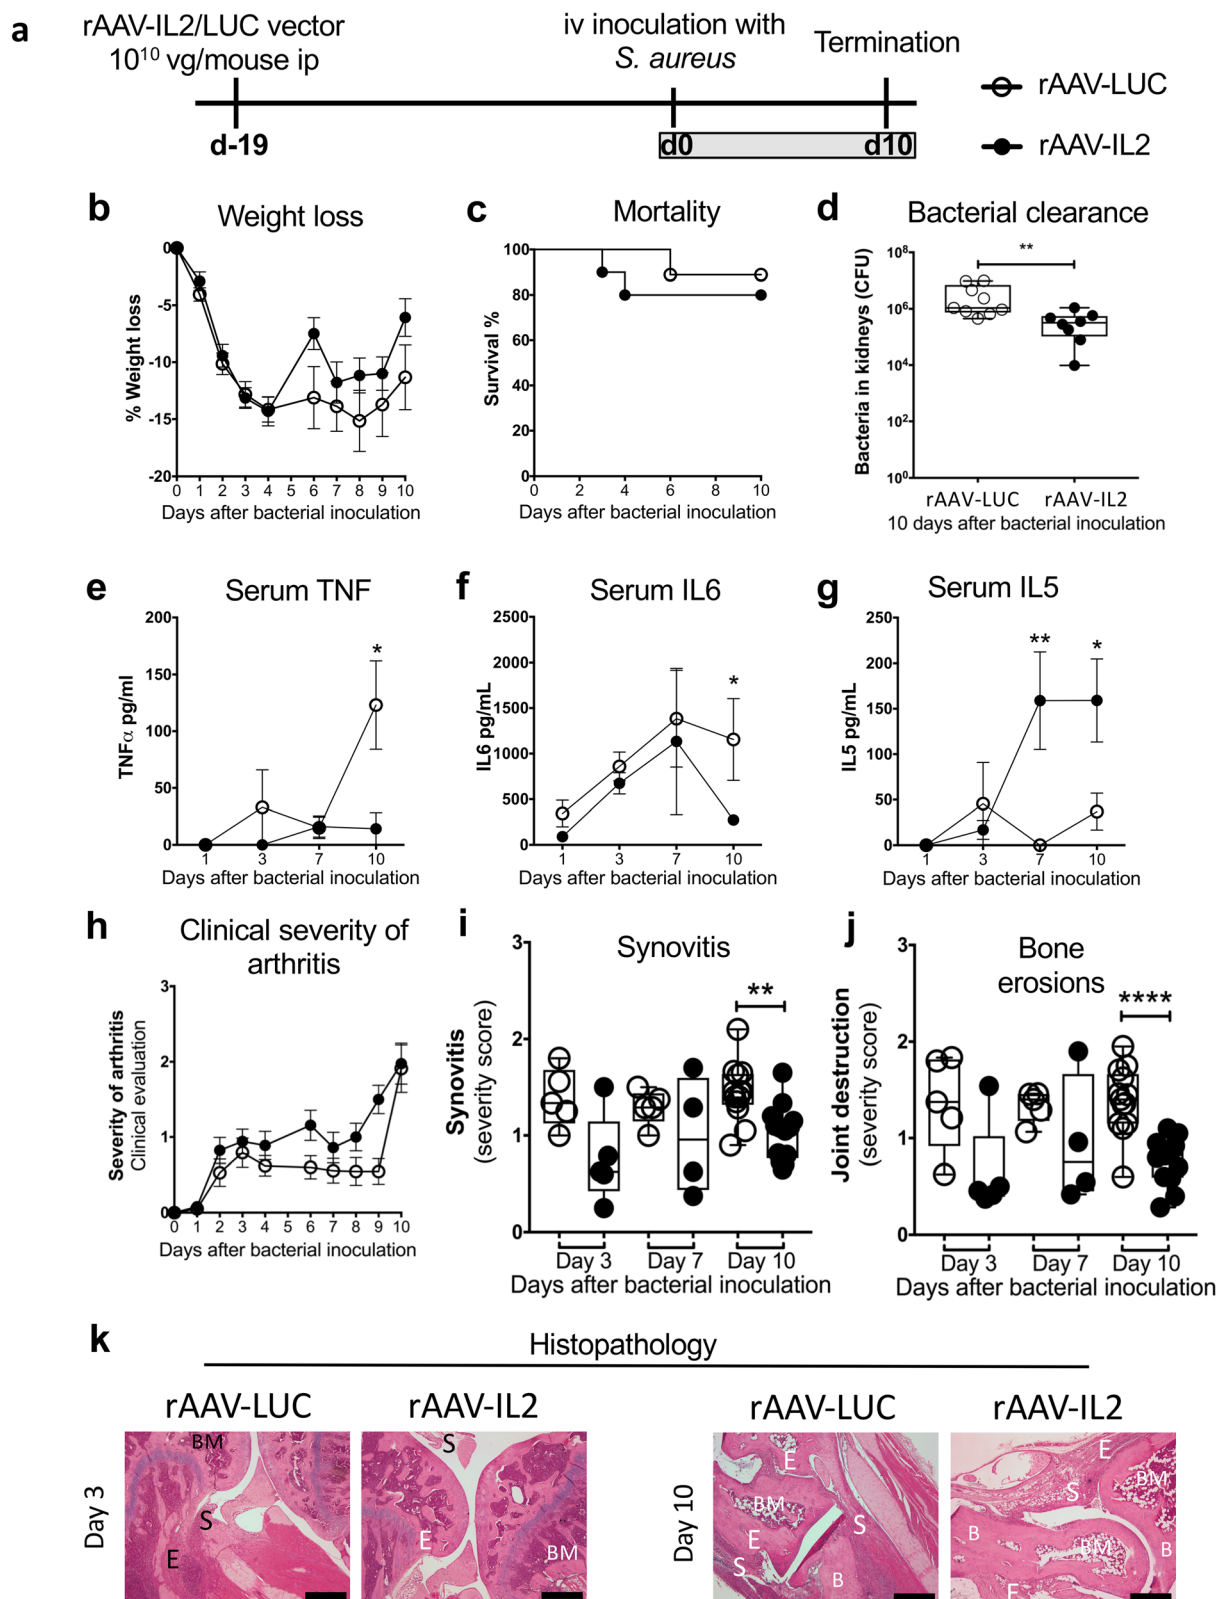 a
rAAV-IL2/LUC vector
10¹⁰ vg/mouse ip
iv inoculation with
S. aureus
Termination
rAAV-LUC
rAAV-IL2
d-19
d0
d10
b
Weight loss
% Weight loss
0
-5
-10
-15
-20
0 1 2 3 4 5 6 7 8 9 10
Days after bacterial inoculation
c
Mortality
Survival %
100
80
60
40
20
0
0 2 4 6 8 10
Days after bacterial inoculation
d
Bacterial clearance
**
Bacteria in kidneys (CFU)
10⁸
10⁶
10⁴
10²
10⁰
rAAV-LUC rAAV-IL2
10 days after bacterial inoculation
e
Serum TNF
TNFα pg/ml
200
150
100
50
0
*
1 3 7 10
Days after bacterial inoculation
f
Serum IL6
IL6 pg/mL
2500
2000
1500
1000
500
0
*
1 3 7 10
Days after bacterial inoculation
g
Serum IL5
IL5 pg/mL
250
200
150
100
50
0
** *
1 3 7 10
Days after bacterial inoculation
h
Clinical severity of
arthritis
Severity of arthritis
Clinical evaluation
3
2
1
0
0 1 2 3 4 5 6 7 8 9 10
Days after bacterial inoculation
i
Synovitis
Synovitis
(severity score)
3
2
1
0
**
Day 3 Day 7 Day 10
Days after bacterial inoculation
j
Bone
erosions
Joint destruction
(severity score)
3
2
1
0
****
Day 3 Day 7 Day 10
Days after bacterial inoculation
k
Histopathology
rAAV-LUC rAAV-IL2 rAAV-LUC rAAV-IL2
Day 3
BM
S
E
S
E
BM
Day 10
E
BM
S
E
S
B
E
BM
S
B
BM
B
E